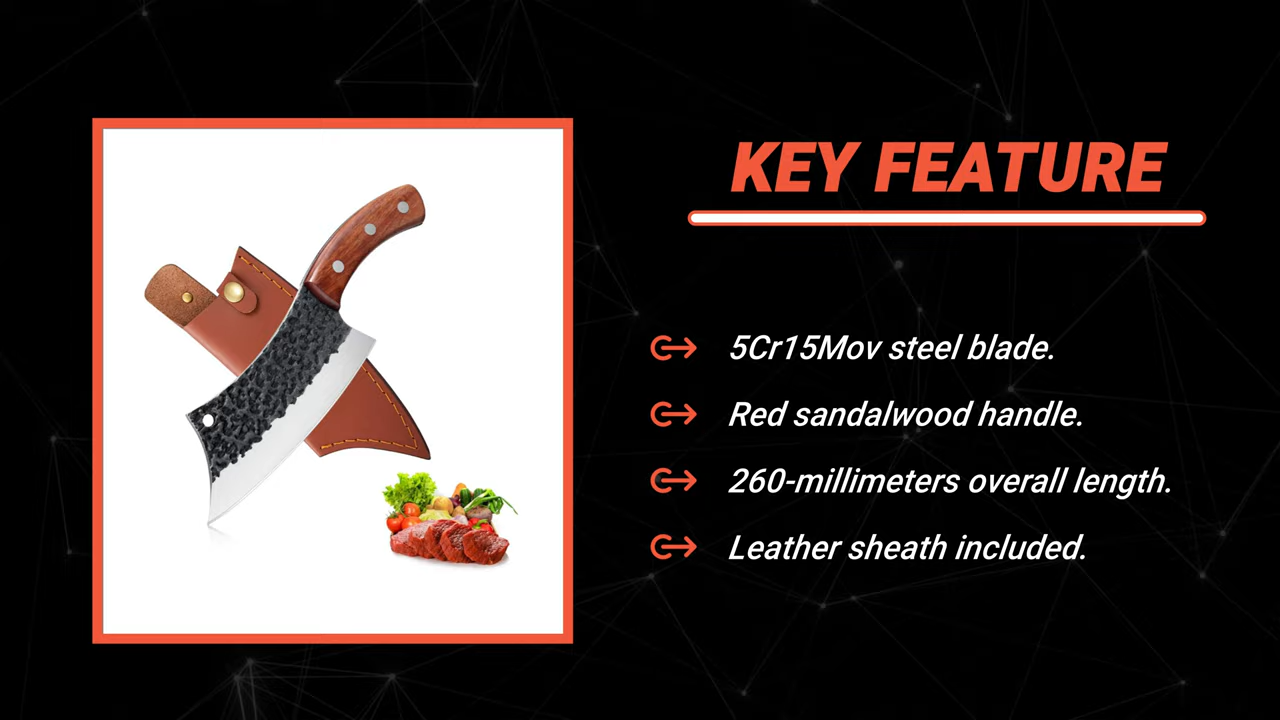 KEY FEATURE
5Cr15Mov steel blade.
Red sandalwood handle.
260-millimeters overall length.
Leather sheath included.